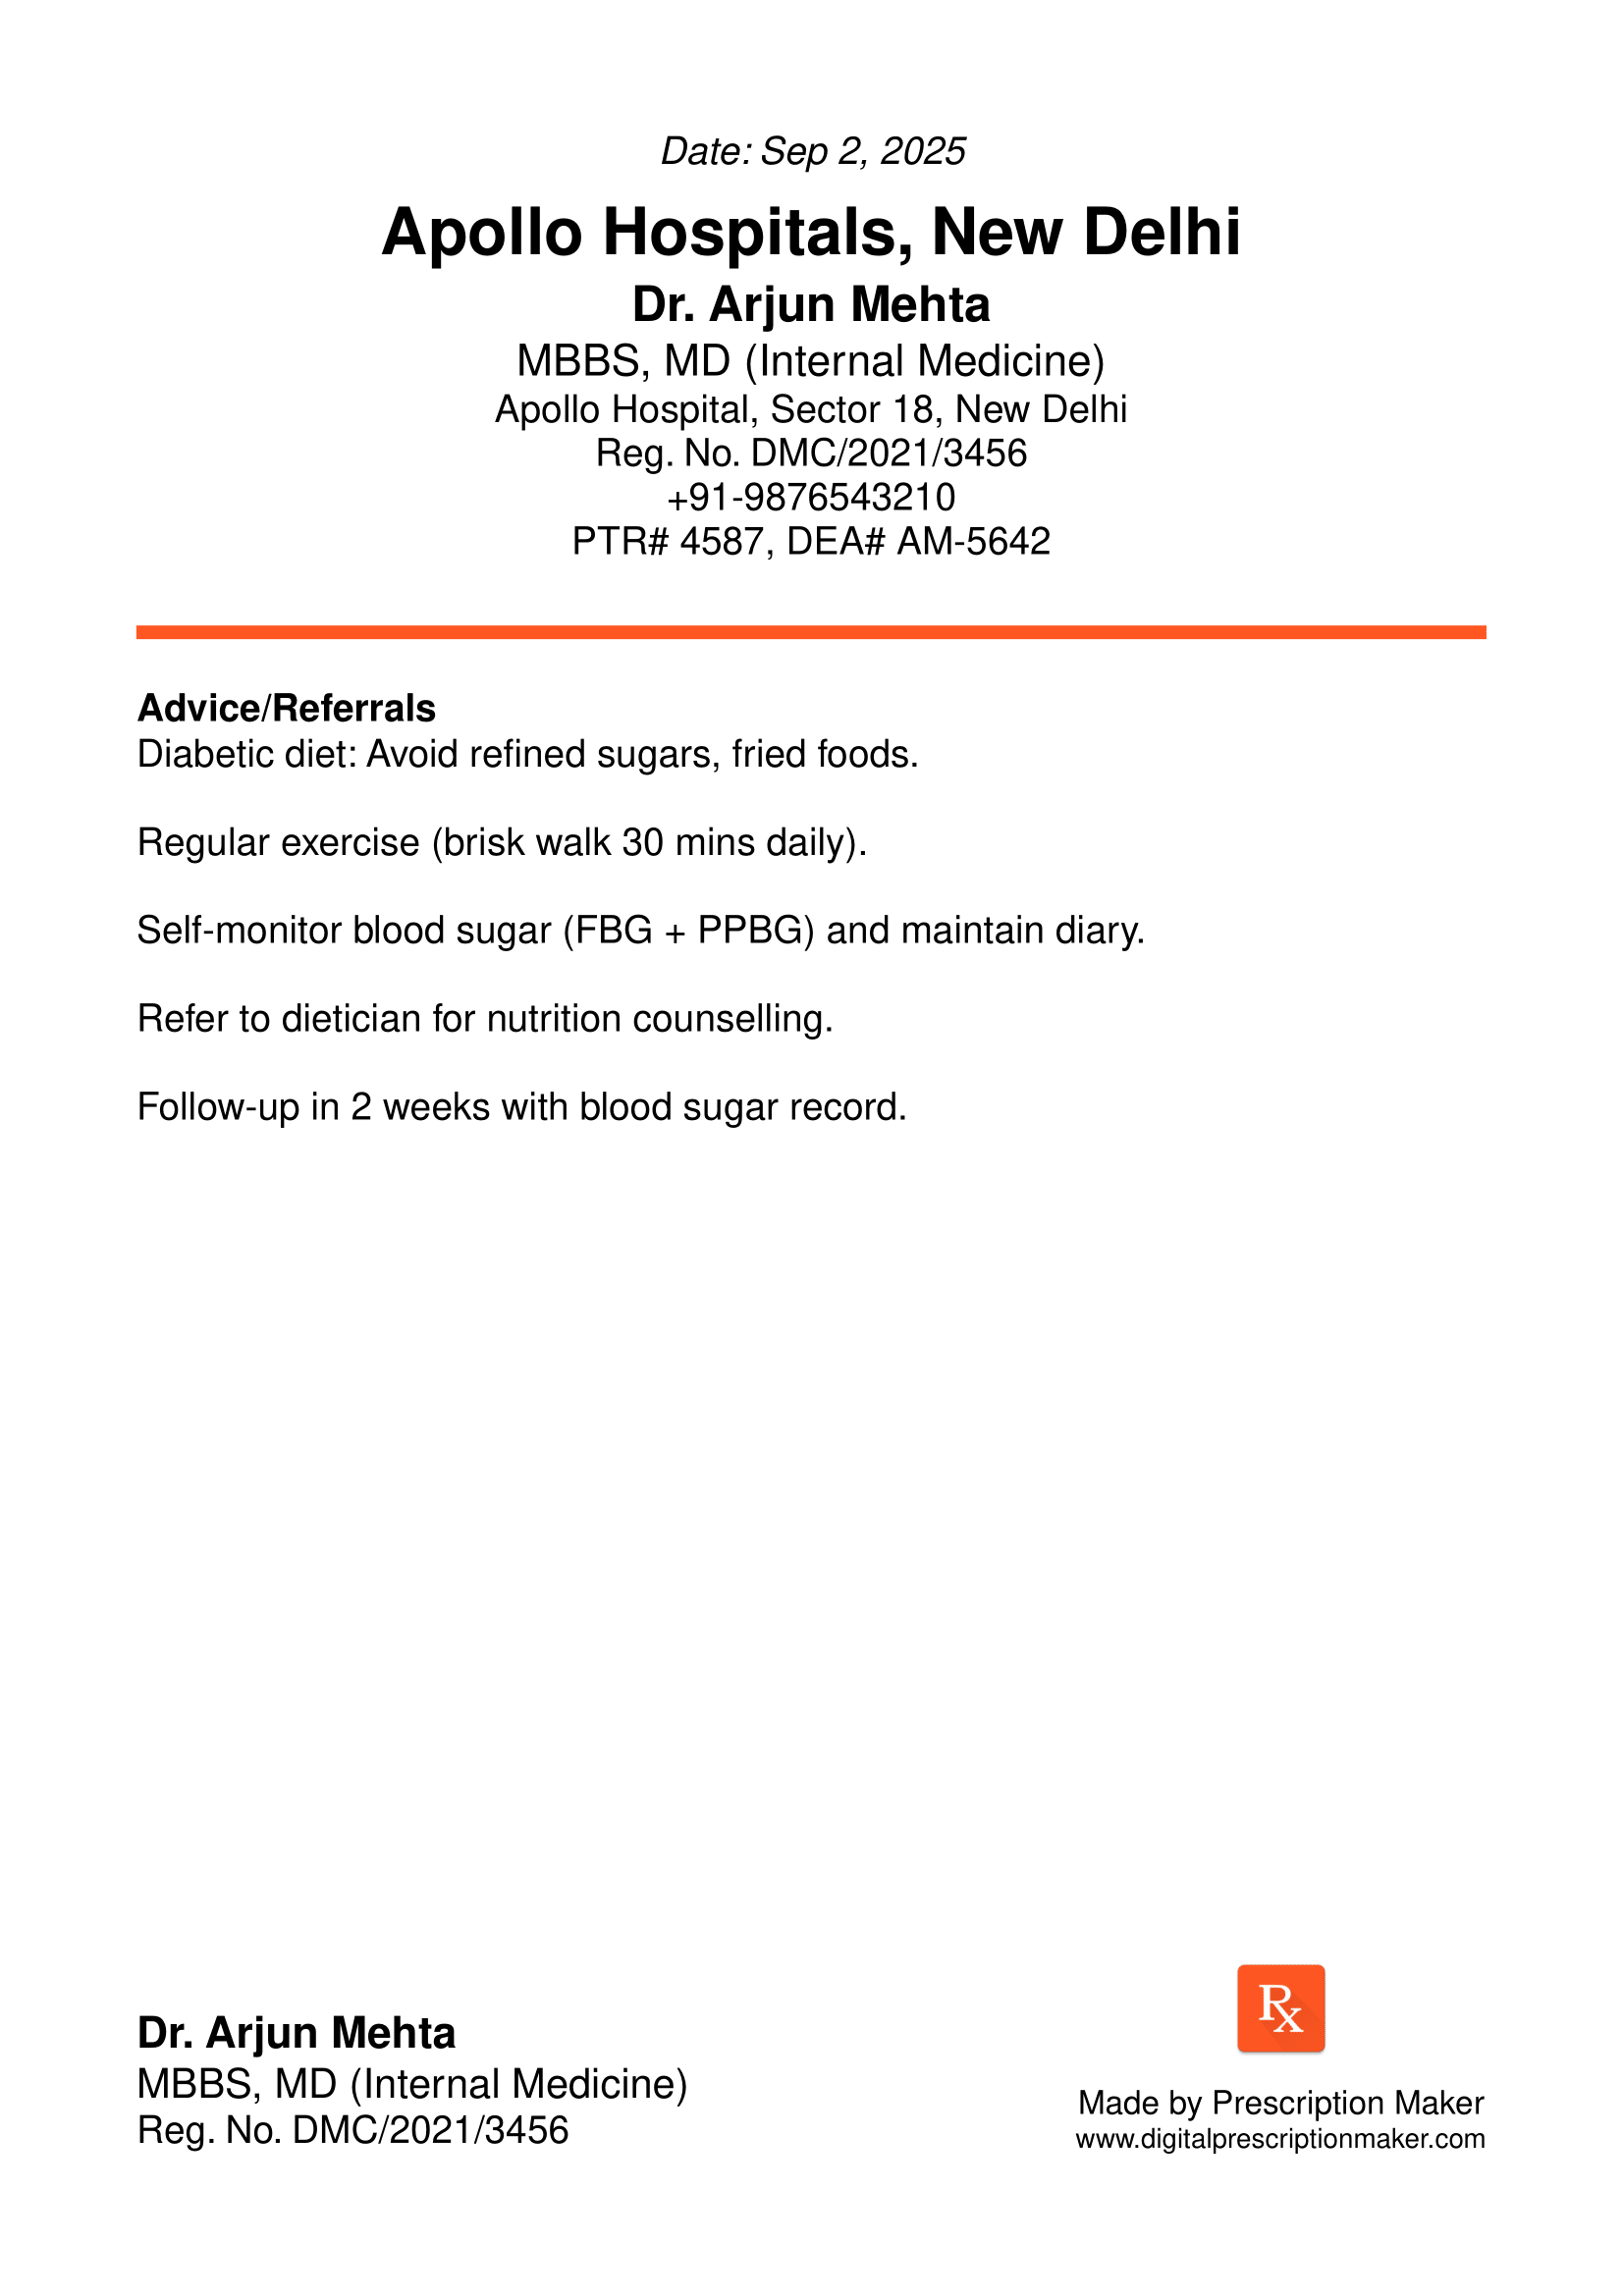 Date: Sep 2, 2025
Apollo Hospitals, New Delhi
Dr. Arjun Mehta
MBBS, MD (Internal Medicine)
Apollo Hospital, Sector 18, New Delhi
Reg. No. DMC/2021/3456
+91-9876543210
PTR# 4587, DEA# AM-5642
Advice/Referrals
Diabetic diet: Avoid refined sugars, fried foods.
Regular exercise (brisk walk 30 mins daily).
Self-monitor blood sugar (FBG + PPBG) and maintain diary.
Refer to dietician for nutrition counselling.
Follow-up in 2 weeks with blood sugar record.
Dr. Arjun Mehta
MBBS, MD (Internal Medicine)
Reg. No. DMC/2021/3456
Rx
Made by Prescription Maker
www.digitalprescriptionmaker.com